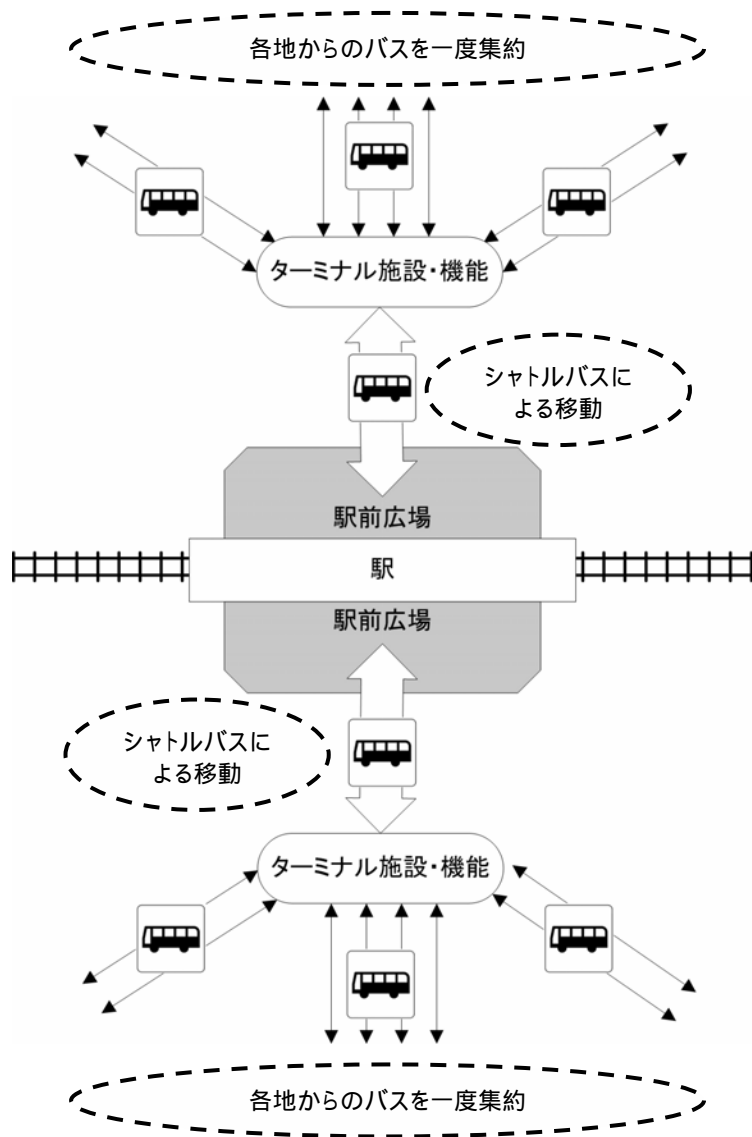 各地からのバスを一度集約
ターミナル施設・機能
シャトルバスに
よる移動
駅前広場
駅
駅前広場
シャトルバスに
よる移動
ターミナル施設・機能
各地からのバスを一度集約